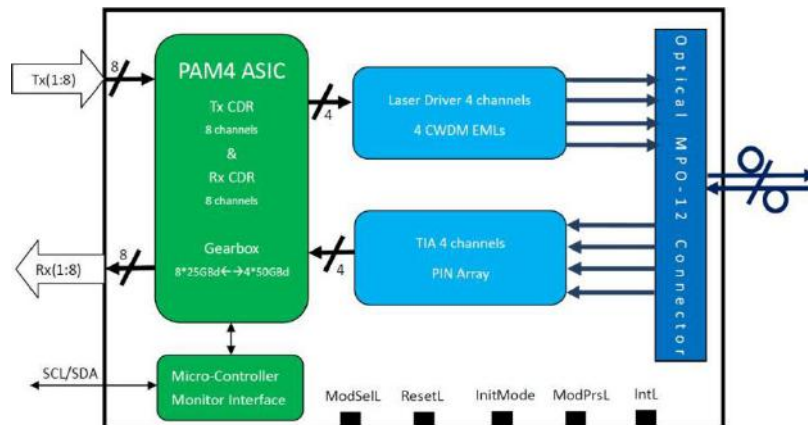 Tx(1:8)
8
PAM4 ASIC
Tx CDR
8 channels
&
Rx CDR
8 channels
Gearbox
8*25GBd←→4*50GBd
4
Laser Driver 4 channels
4 CWDM EMLs
Optical MPO-12 Connector
Rx(1:8)
8
4
TIA 4 channels
PIN Array
SCL/SDA
Micro-Controller
Monitor Interface
ModSelL
ResetL
InitMode
ModPrsL
IntL